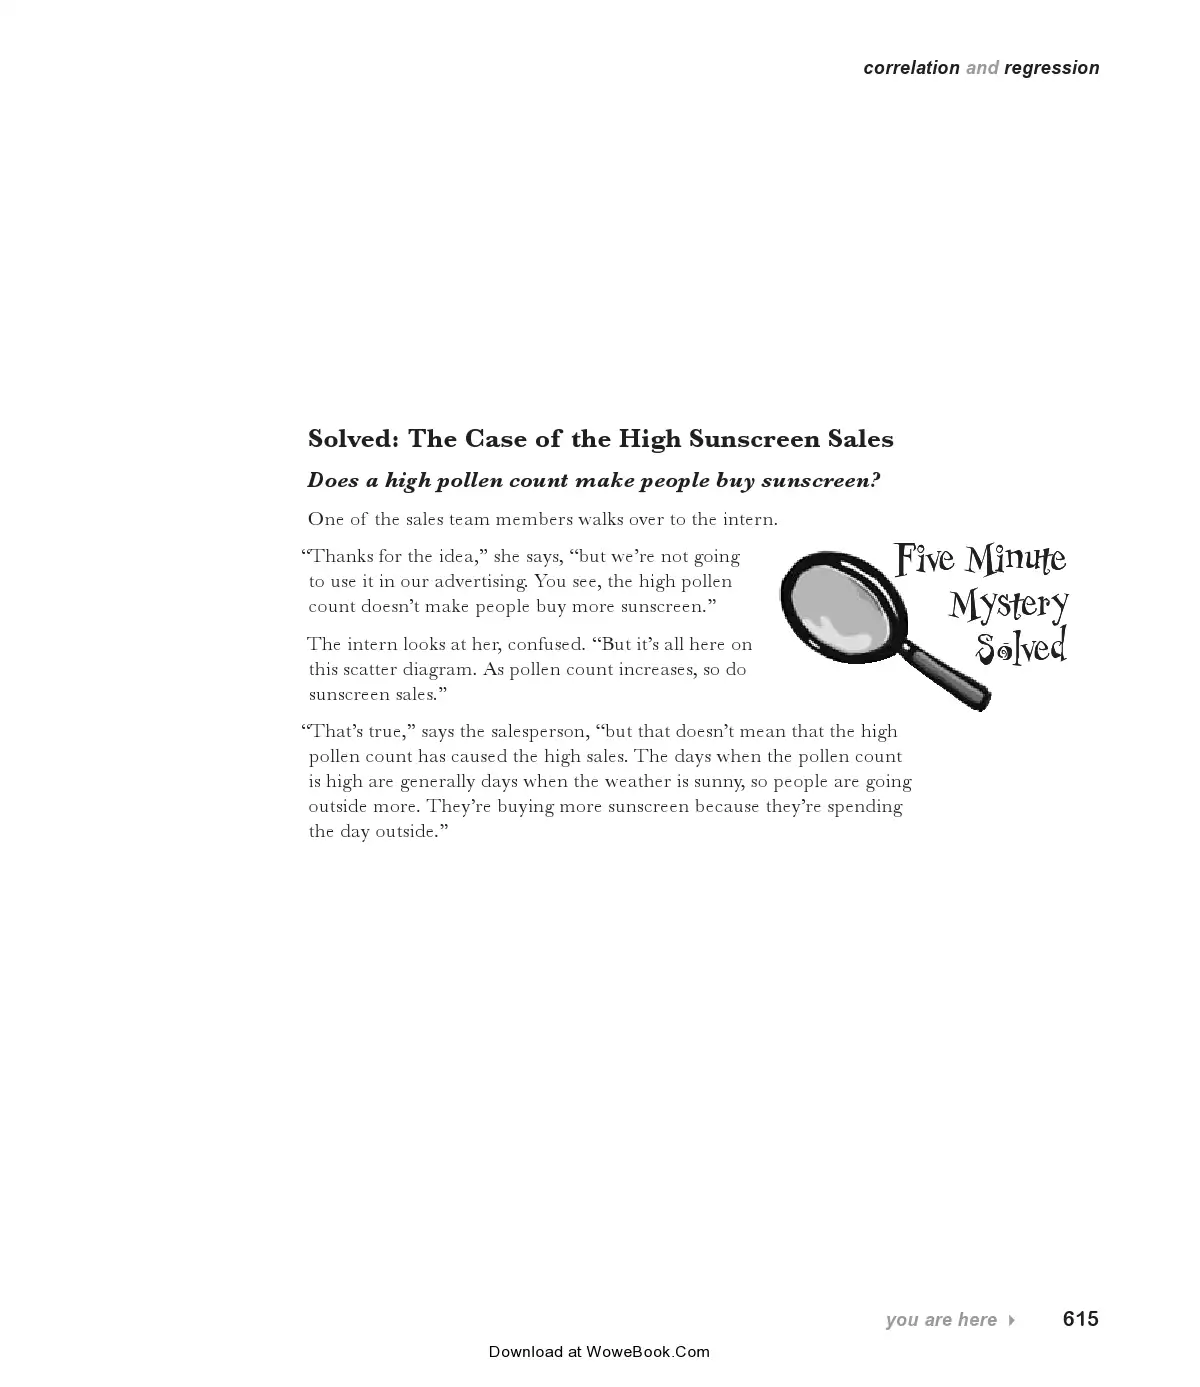 correlation and regression
Solved: The Case of the High Sunscreen Sales
Does a high pollen count make people buy sunscreen?
One of the sales team members walks over to the intern.
“Thanks for the idea,” she says, “but we’re not going
to use it in our advertising. You see, the high pollen
count doesn’t make people buy more sunscreen.”
The intern looks at her, confused. “But it’s all here on
this scatter diagram. As pollen count increases, so do
sunscreen sales.”
Five Minute
Mystery
Solved
“That’s true,” says the salesperson, “but that doesn’t mean that the high
pollen count has caused the high sales. The days when the pollen count
is high are generally days when the weather is sunny, so people are going
outside more. They’re buying more sunscreen because they’re spending
the day outside.”
you are here 615
Download at WoweBook.Com